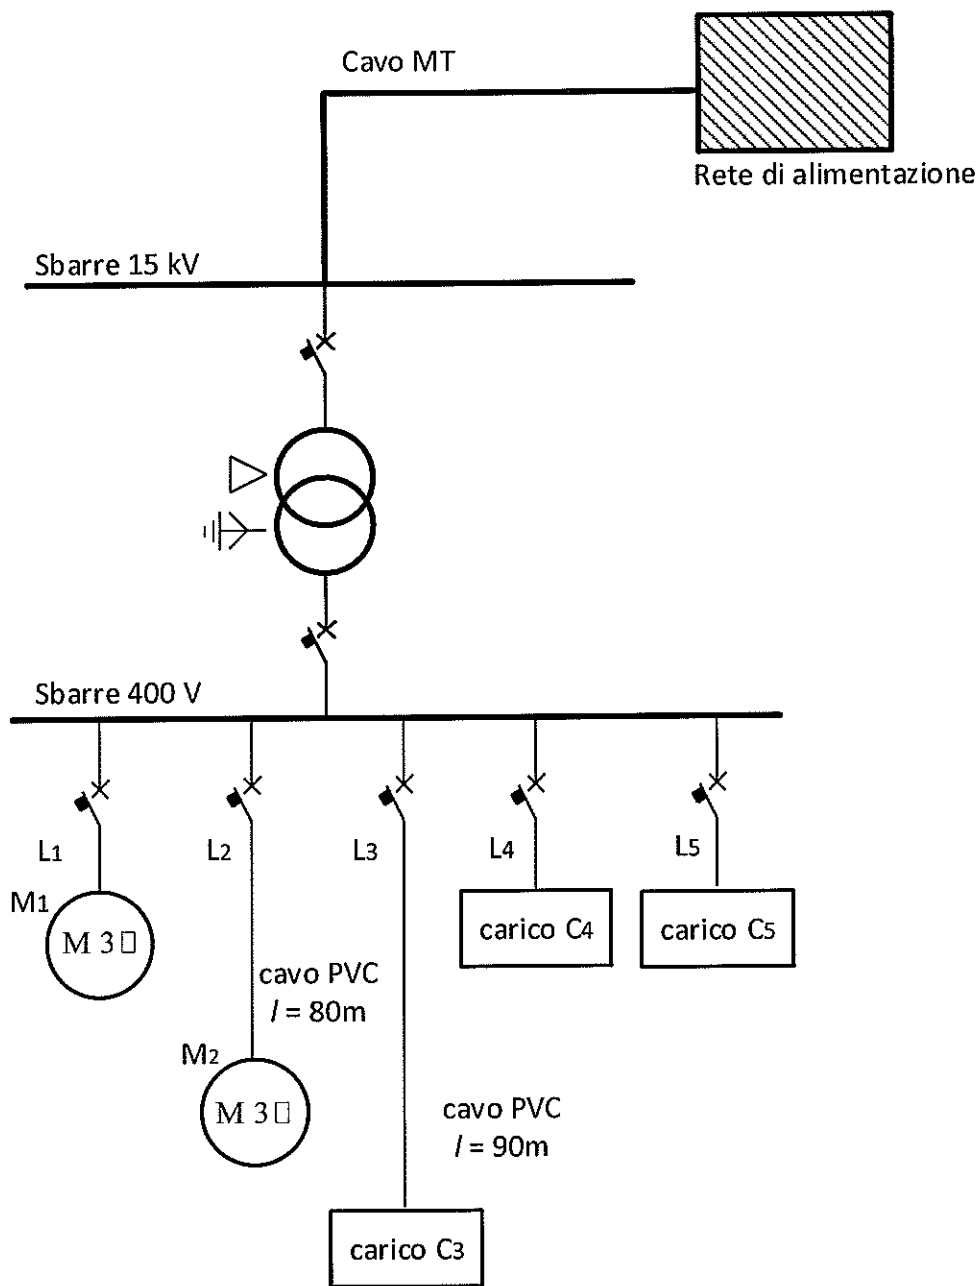 Cavo MT
Rete di alimentazione
Sbarre 15 kV
Sbarre 400 V
L1
L2
L3
L4
L5
M1
M 3□
carico C4
carico C5
cavo PVC
l = 80m
M2
M 3□
cavo PVC
l = 90m
carico C3